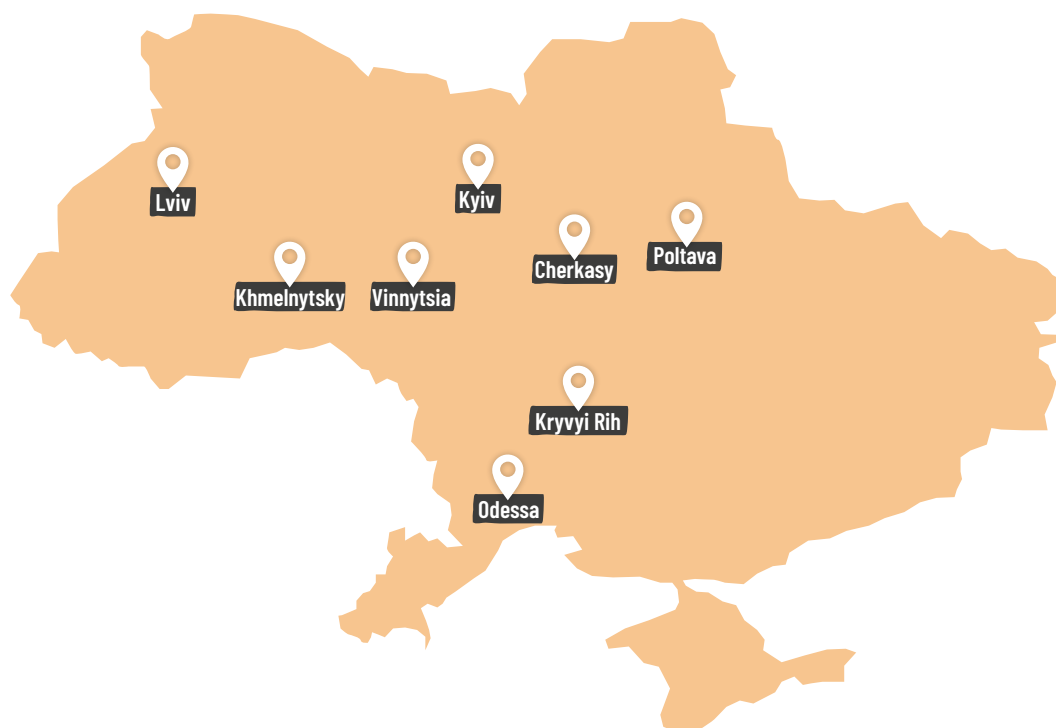 Lviv
Kyiv
Cherkasy
Poltava
Khmelnytsky
Vinnytsia
Kryvyi Rih
Odessa